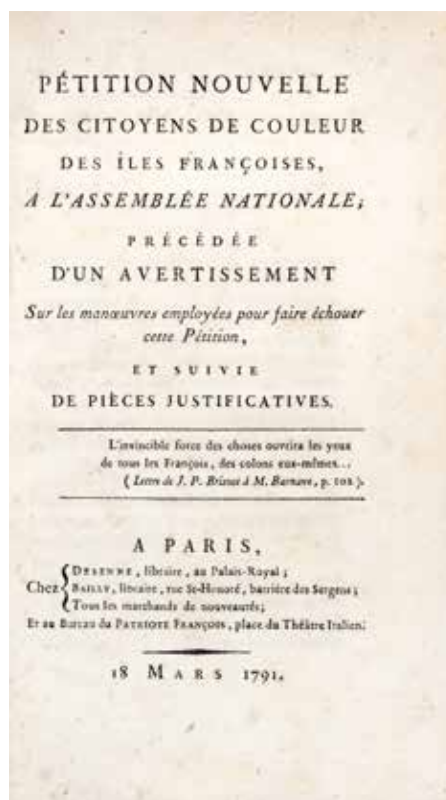 PÉTITION NOUVELLE
DES CITOYENS DE COULEUR
DES ÎLES FRANÇOISES,
A L'ASSEMBLÉE NATIONALE;
PRÉCÉDÉE
D'UN AVERTISSEMENT
Sur les manœuvres employées pour faire échouer
cette Pétition,
ET SUIVIE
DE PIÈCES JUSTIFICATIVES.
L'invincible force des choses ouvrira les yeux
de tous les François, des colons eux-mêmes...
(Lettre de J. P. Brissot à M. Barnave, p. 102).
A PARIS,
DESENNE, libraire, au Palais-Royal;
Chez BAILLY, libraire, rue St-Honoré, barrière des Sergens;
Tous les marchands de nouveautés;
Et au Bureau du PATRIOTE FRANÇOIS, place du Théâtre Italien.
18 MARS 1791.